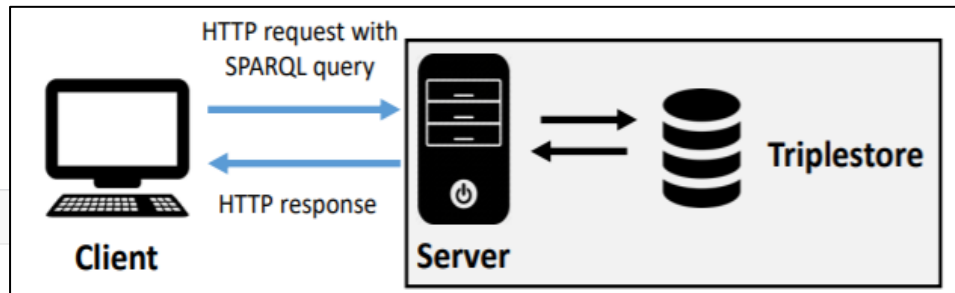 HTTP request with
SPARQL query
HTTP response
Client
Server
Triplestore